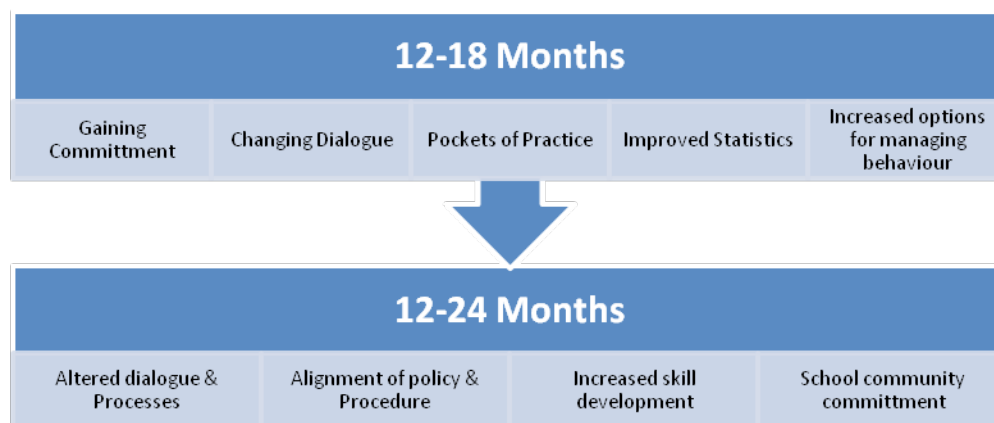 12-18 Months
Gaining
Committment
Changing Dialogue
Pockets of Practice
Improved Statistics
Increased options
for managing
behaviour
12-24 Months
Altered dialogue &
Processes
Alignment of policy &
Procedure
Increased skill
development
School community
committment